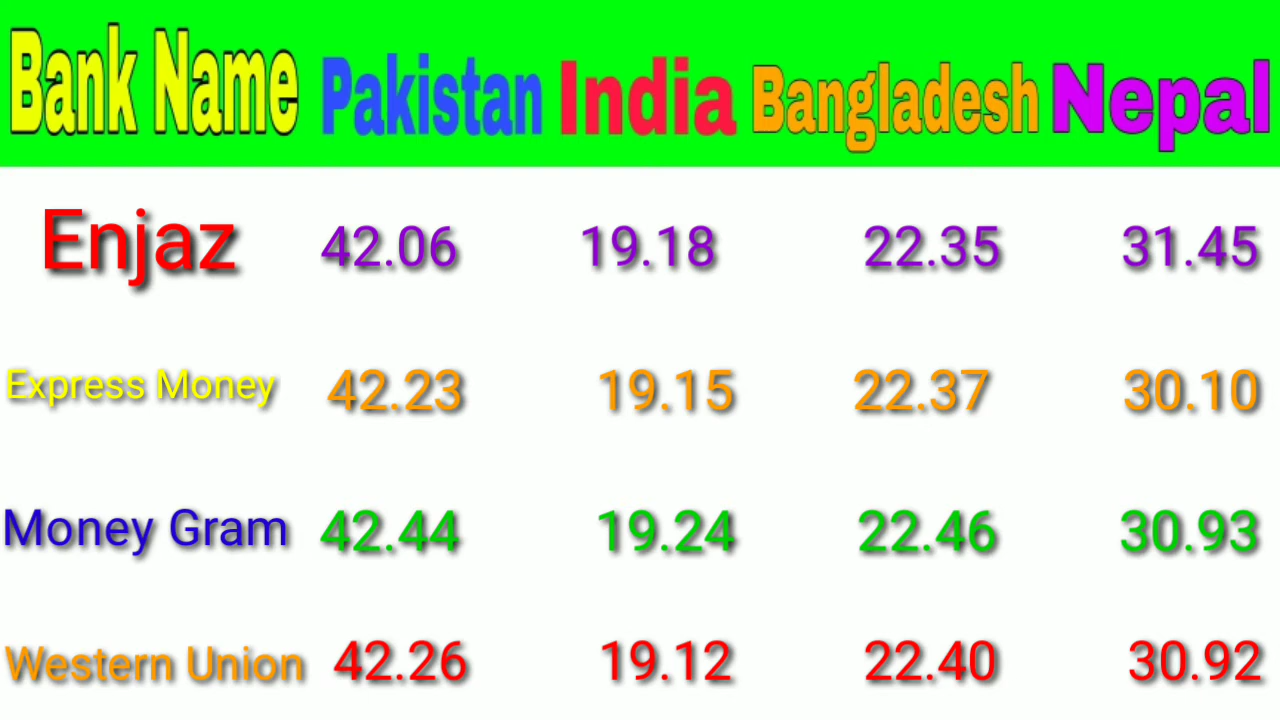 Bank Name Pakistan India Bangladesh Nepal
Enjaz 42.06 19.18 22.35 31.45
Express Money 42.23 19.15 22.37 30.10
Money Gram 42.44 19.24 22.46 30.93
Western Union 42.26 19.12 22.40 30.92